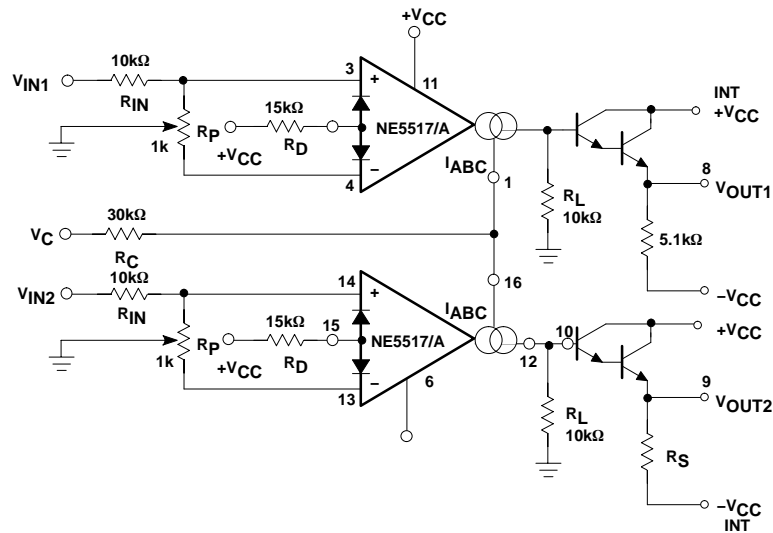 +VCC
INT
+VCC
VIN1
10kΩ
RIN
3
+
11
NE5517/A
RP
1k
+VCC
15kΩ
RD
4
−
IABC
1
RL
10kΩ
8
VOUT1
5.1kΩ
−VCC
VC
30kΩ
RC
VIN2
10kΩ
RIN
14
+
16
IABC
+VCC
RP
1k
+VCC
15kΩ
15
RD
NE5517/A
12
10
13
−
6
RL
10kΩ
9
VOUT2
RS
−VCC
INT